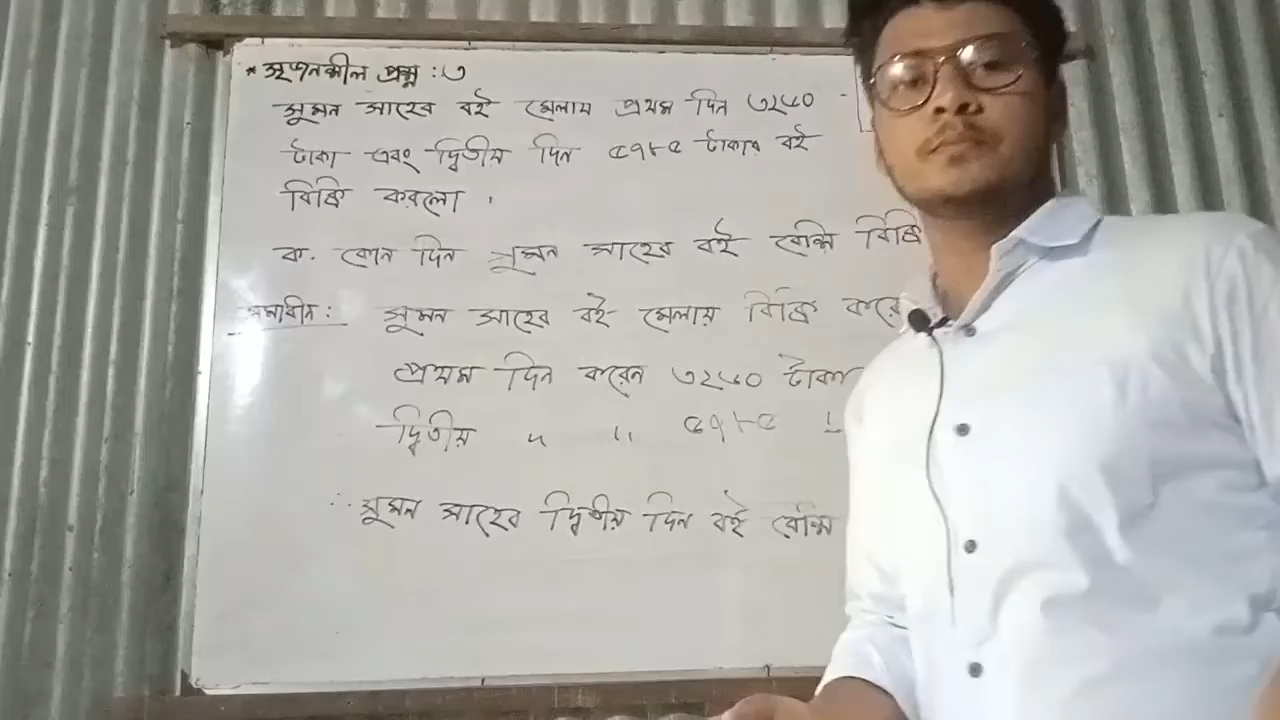 * সৃজনশীল প্রশ্ন : ৩
সুমন সাহেব বই মেলায় প্রথম দিন ৩২৫০
টাকা এবং দ্বিতীয় দিন ৫৭৮৫ টাকার বই
বিক্রি করলো ।
ক. কোন দিন সুমন সাহেব বই বেশি বিক্রি
সমাধান : সুমন সাহেব বই মেলায় বিক্রি করে
প্রথম দিন করেন ৩২৫০ টাকা
দ্বিতীয় " " ৫৭৮৫
∴ সুমন সাহেব দ্বিতীয় দিন বই বেশি